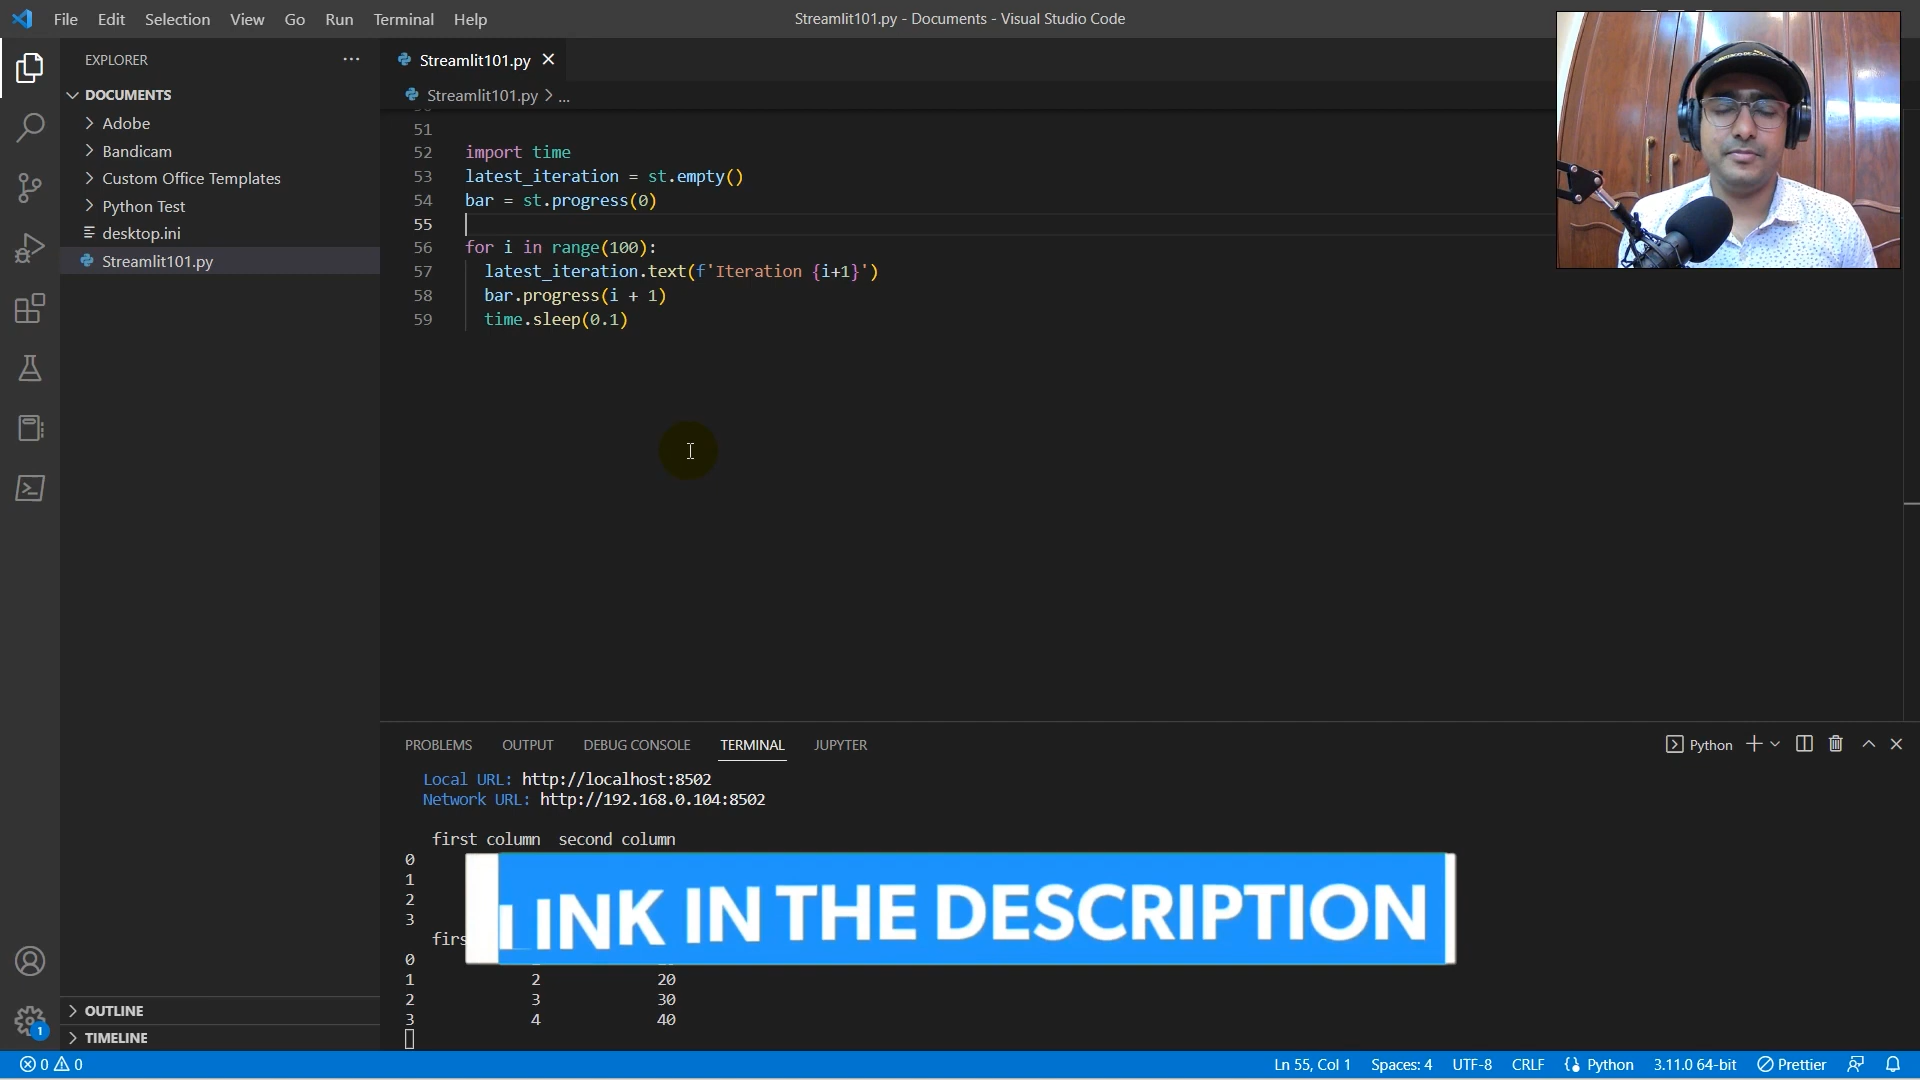 File Edit Selection View Go Run Terminal Help
Streamlit101.py - Documents - Visual Studio Code
EXPLORER
DOCUMENTS
Adobe
Bandicam
Custom Office Templates
Python Test
desktop.ini
Streamlit101.py
OUTLINE
TIMELINE
Streamlit101.py
Streamlit101.py > ...
51
52 import time
53 latest_iteration = st.empty()
54 bar = st.progress(0)
55
56 for i in range(100):
57 latest_iteration.text(f'Iteration {i+1}')
58 bar.progress(i + 1)
59 time.sleep(0.1)
PROBLEMS OUTPUT DEBUG CONSOLE TERMINAL JUPYTER
Python
Local URL: http://localhost:8502
Network URL: http://192.168.0.104:8502
first column second column
0
1
2
3
LINK IN THE DESCRIPTION
0
1 2 20
2 3 30
3 4 40
1
0 0
Ln 55, Col 1 Spaces: 4 UTF-8 CRLF Python 3.11.0 64-bit Prettier